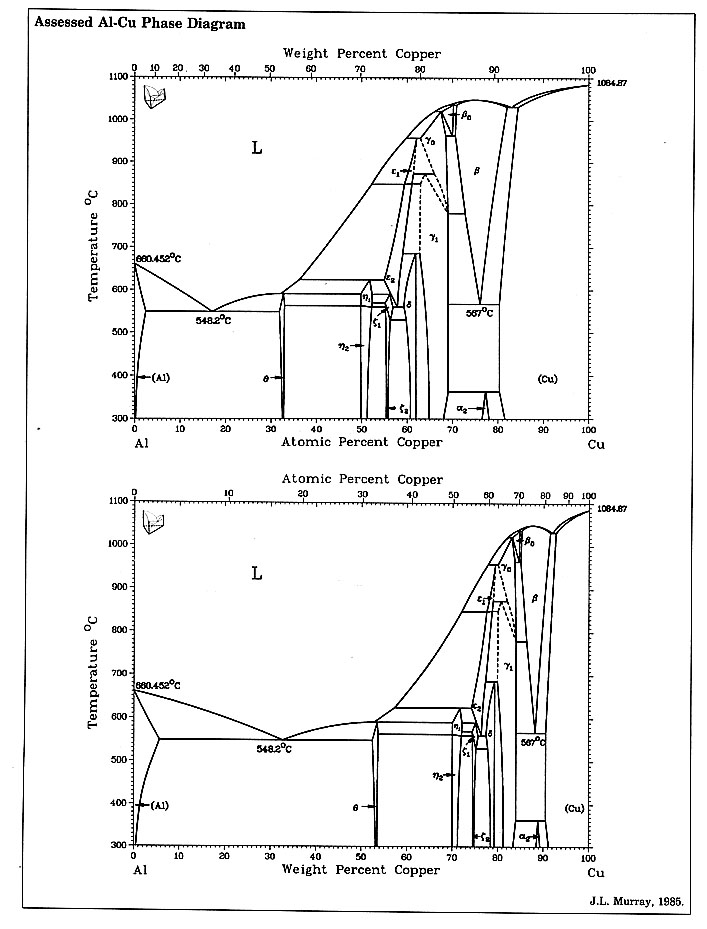 Assessed Al-Cu Phase Diagram
Weight Percent Copper
0 10 20 30 40 50 60 70 80 90 100
1084.87
1100
1000
900
800
700
600
500
400
300
Temperature °C
L
660.452°C
548.2°C
567°C
(Al)
θ
η₂
η₁
ζ₁
ζ₂
ε₁
ε₂
δ
γ₀
γ₁
β₀
β
α₂
(Cu)
0 10 20 30 40 50 60 70 80 90 100
Al Atomic Percent Copper Cu
Atomic Percent Copper
0 10 20 30 40 50 60 70 80 90 100
1084.87
1100
1000
900
800
700
600
500
400
300
Temperature °C
L
660.452°C
548.2°C
567°C
(Al)
θ
η₂
η₁
ζ₁
ζ₂
ε₁
ε₂
δ
γ₀
γ₁
β₀
β
α₂
(Cu)
0 10 20 30 40 50 60 70 80 90 100
Al Weight Percent Copper Cu
J.L. Murray, 1985.